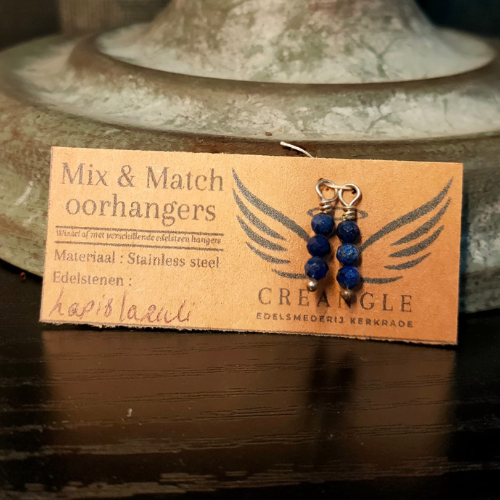 Mix & Match
oorhangers
Wissel af met verschillende edelsteen hangers
Materiaal : Stainless steel
Edelstenen :
Lapis lazuli
CREANGLE
EDELSMEDERIJ KERKRADE